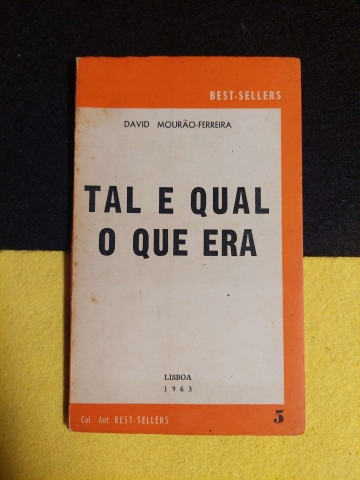 BEST-SELLERS
DAVID MOURÃO-FERREIRA
TAL E QUAL
O QUE ERA
LISBOA
1963
Col. Ant. BEST-SELLERS
5